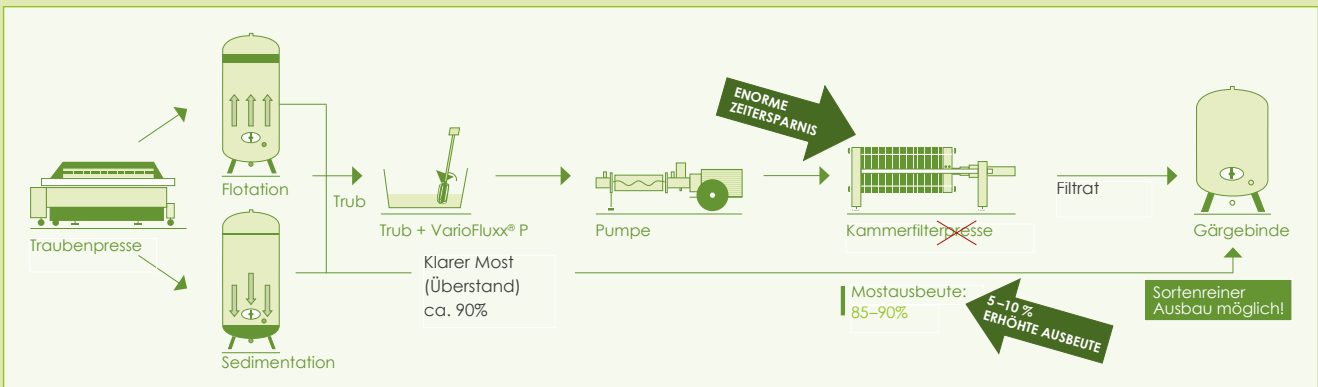 ENORME
ZEITERSPARNIS
Flotation
Trub
Traubenpresse
Trub + VarioFluxx® P
Pumpe
Kammerfilterpresse
Filtrat
Gärgebinde
Klarer Most
(Überstand)
ca. 90%
Mostausbeute:
85–90%
5–10 %
ERHÖHTE AUSBEUTE
Sortenreiner
Ausbau möglich!
Sedimentation